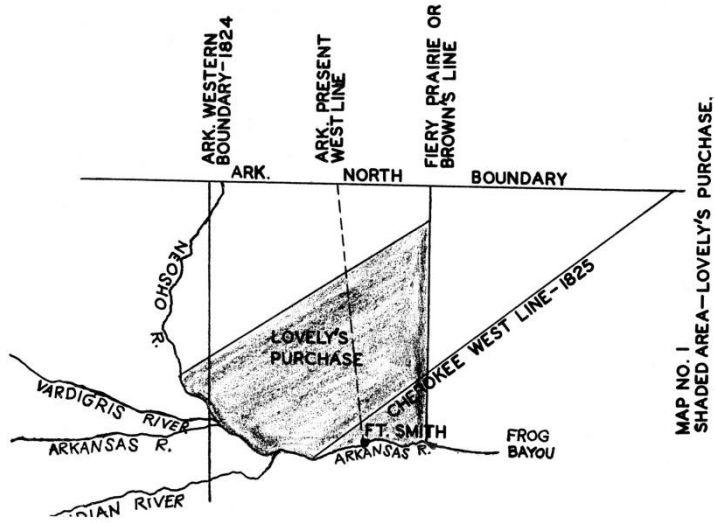 ARK. WESTERN
BOUNDARY-1824
ARK. PRESENT
WEST LINE
FIERY PRAIRIE OR
BROWN'S LINE
ARK. NORTH BOUNDARY
NEOSHO R.
LOVELY'S
PURCHASE
CHEROKEE WEST LINE-1825
VARDIGRIS RIVER
ARKANSAS R.
FT. SMITH
ARKANSAS R.
FROG
BAYOU
DIAN RIVER
MAP NO. 1
SHADED AREA-LOVELY'S PURCHASE.